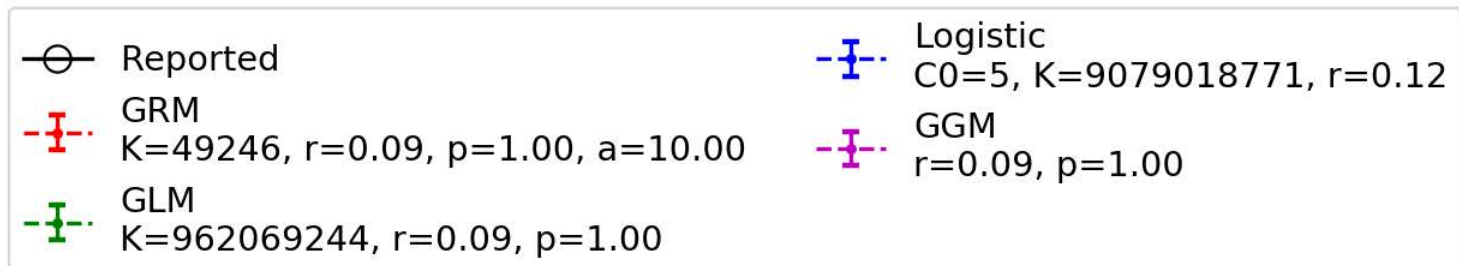 Reported
GRM
K=49246, r=0.09, p=1.00, a=10.00
GLM
K=962069244, r=0.09, p=1.00
Logistic
C0=5, K=9079018771, r=0.12
GGM
r=0.09, p=1.00